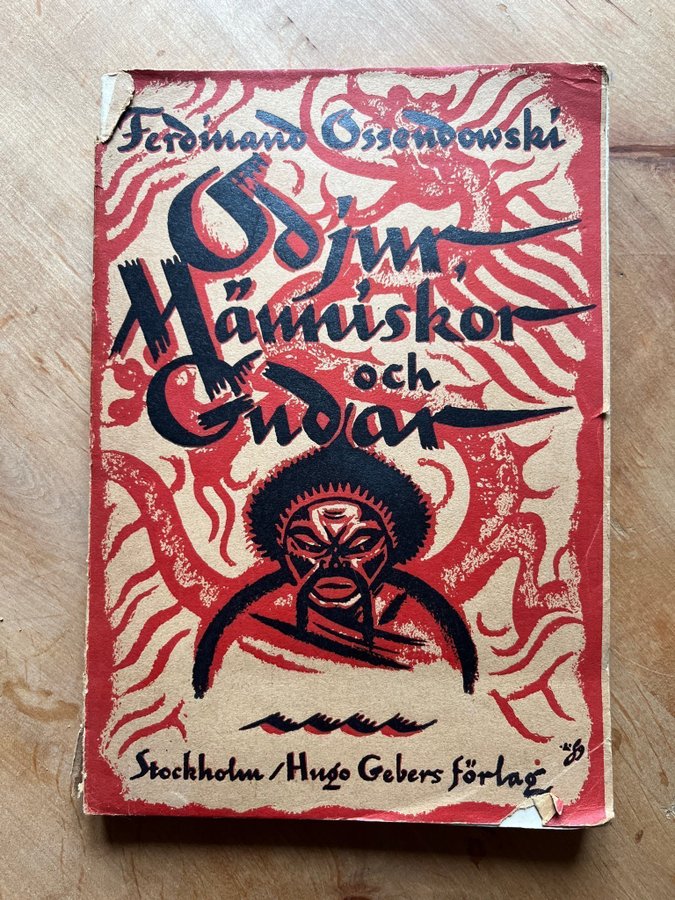 Ferdinand Ossendowski
Odjur,
Människor
och
Gudar
Stockholm / Hugo Gebers förlag